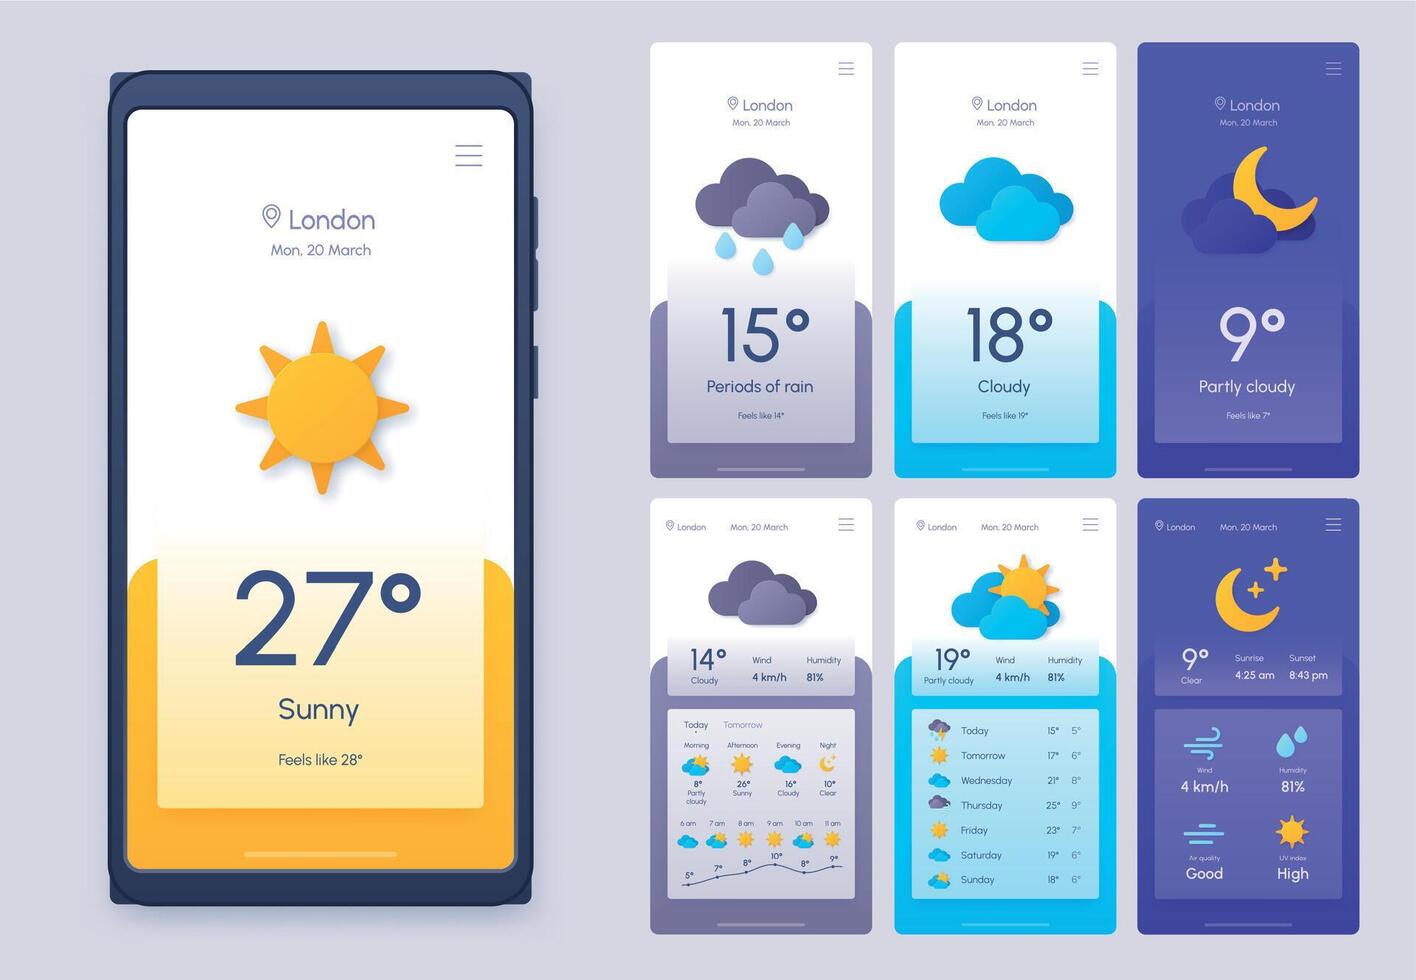 London
Mon, 20 March
27°
Sunny
Feels like 28°
London
Mon, 20 March
15°
Periods of rain
Feels like 14°
London
Mon, 20 March
18°
Cloudy
Feels like 19°
London
Mon, 20 March
9°
Partly cloudy
Feels like 7°
London Mon, 20 March
14° Wind Humidity
Cloudy 4 km/h 81%
Today Tomorrow
Morning Afternoon Evening Night
8° 26° 16° 10°
Partly cloudy Sunny Cloudy Clear
6 am 7 am 8 am 9 am 10 am 11 am
5° 7° 8° 10° 8° 9°
London Mon, 20 March
19° Wind Humidity
Partly cloudy 4 km/h 81%
Today 15° 5°
Tomorrow 17° 6°
Wednesday 21° 8°
Thursday 25° 9°
Friday 23° 7°
Saturday 19° 6°
Sunday 18° 6°
London Mon, 20 March
9° Sunrise Sunset
Clear 4:25 am 8:43 pm
Wind Humidity
4 km/h 81%
Air quality UV index
Good High